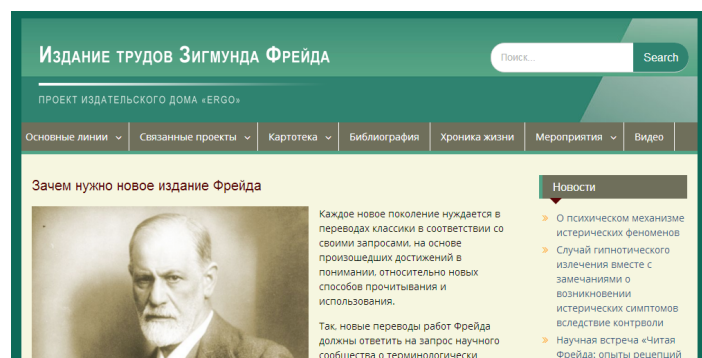 Издание трудов Зигмунда Фрейда
Поиск...
Search
ПРОЕКТ ИЗДАТЕЛЬСКОГО ДОМА «ERGO»
Основные линии
Связанные проекты
Картотека
Библиография
Хроника жизни
Мероприятия
Видео
Зачем нужно новое издание Фрейда
Каждое новое поколение нуждается в
переводах классики в соответствии со
своими запросами, на основе
произошедших достижений в
понимании, относительно новых
способов прочитывания и
использования.
Так, новые переводы работ Фрейда
должны ответить на запрос научного
сообщества о терминологически
Новости
О психическом механизме
истерических феноменов
Случай гипнотического
излечения вместе с
замечаниями о
возникновении
истерических симптомов
вследствие контрволи
Научная встреча «Читая
Фрейда: опыты рецепций